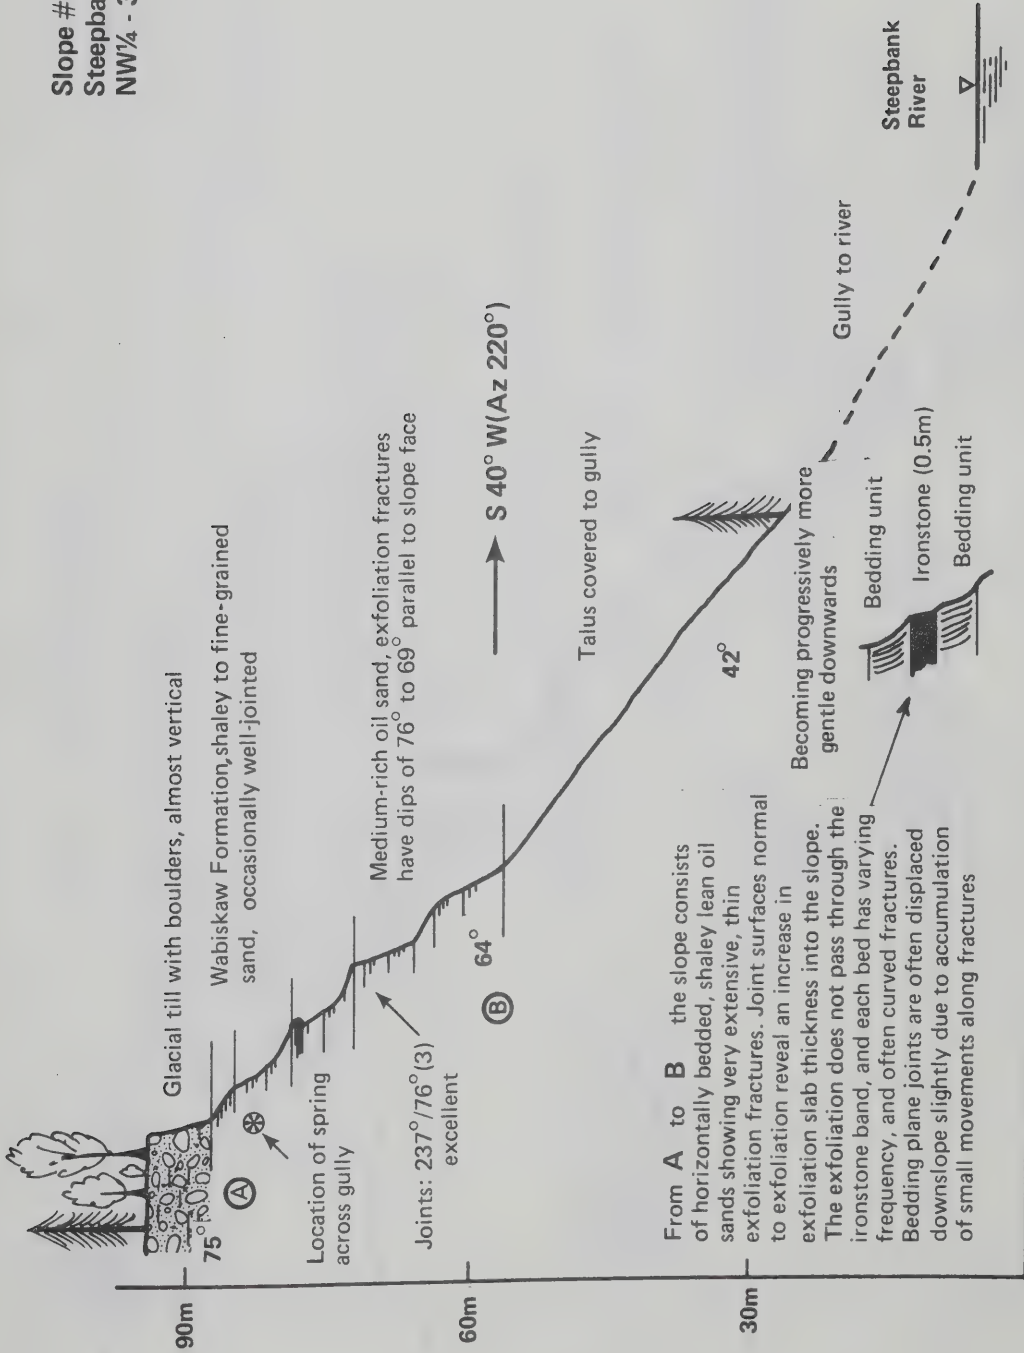 Slope #
Steepba
NW¼ - 3
Glacial till with boulders, almost vertical
Wabiskaw Formation, shaley to fine-grained
sand, occasionally well-jointed
Medium-rich oil sand, exfoliation fractures
have dips of 76° to 69° parallel to slope face
S 40° W(Az 220°)
Talus covered to gully
Gully to river
Steepbank
River
90m
60m
30m
75°
A
Location of spring
across gully
Joints: 237°/76°(3)
excellent
64°
B
42°
Becoming progressively more
gentle downwards
Bedding unit
Ironstone (0.5m)
Bedding unit
From A to B the slope consists
of horizontally bedded, shaley lean oil
sands showing very extensive, thin
exfoliation fractures. Joint surfaces normal
to exfoliation reveal an increase in
exfoliation slab thickness into the slope.
The exfoliation does not pass through the
ironstone band, and each bed has varying
frequency, and often curved fractures.
Bedding plane joints are often displaced
downslope slightly due to accumulation
of small movements along fractures